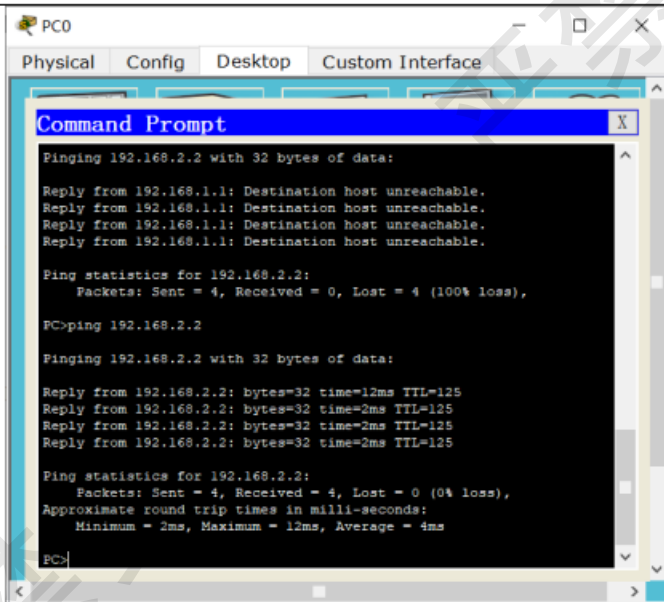 PC0
Physical Config Desktop Custom Interface
Command Prompt X
Pinging 192.168.2.2 with 32 bytes of data:
Reply from 192.168.1.1: Destination host unreachable.
Reply from 192.168.1.1: Destination host unreachable.
Reply from 192.168.1.1: Destination host unreachable.
Reply from 192.168.1.1: Destination host unreachable.
Ping statistics for 192.168.2.2:
Packets: Sent = 4, Received = 0, Lost = 4 (100% loss),
PC>ping 192.168.2.2
Pinging 192.168.2.2 with 32 bytes of data:
Reply from 192.168.2.2: bytes=32 time=12ms TTL=125
Reply from 192.168.2.2: bytes=32 time=2ms TTL=125
Reply from 192.168.2.2: bytes=32 time=2ms TTL=125
Reply from 192.168.2.2: bytes=32 time=2ms TTL=125
Ping statistics for 192.168.2.2:
Packets: Sent = 4, Received = 4, Lost = 0 (0% loss),
Approximate round trip times in milli-seconds:
Minimum = 2ms, Maximum = 12ms, Average = 4ms
PC>